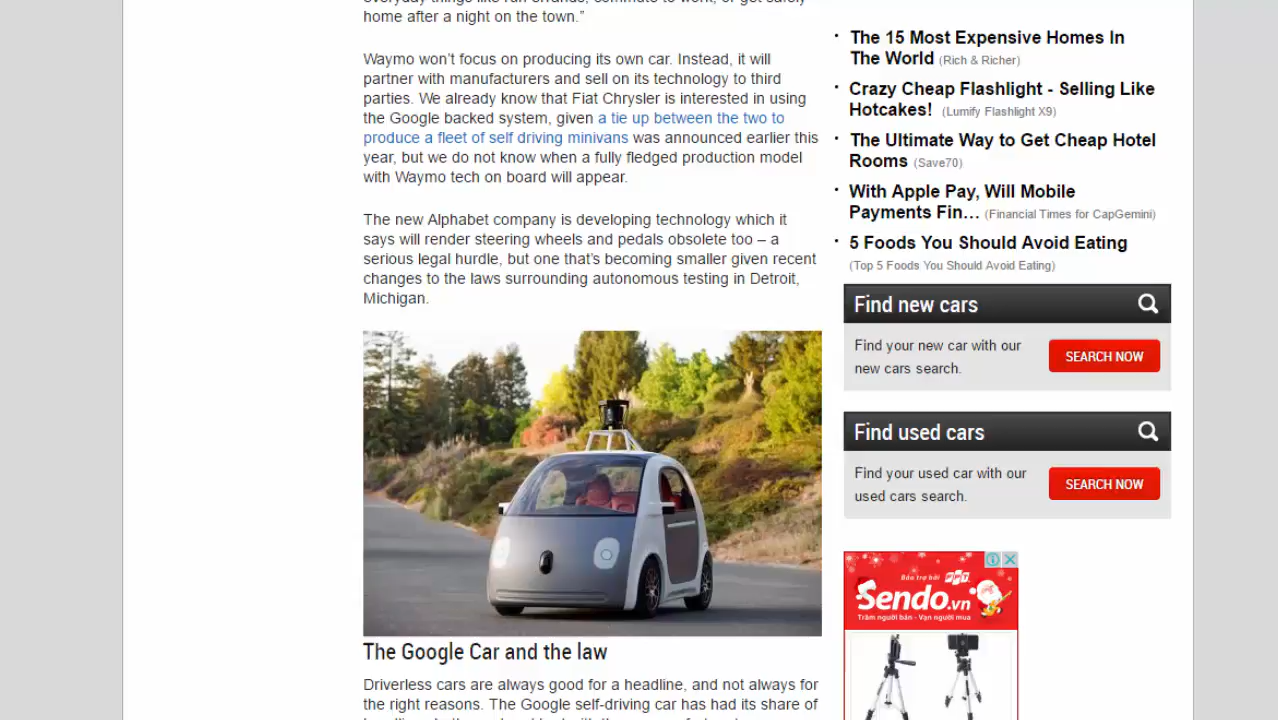 home after a night on the town.”
Waymo won’t focus on producing its own car. Instead, it will
partner with manufacturers and sell on its technology to third
parties. We already know that Fiat Chrysler is interested in using
the Google backed system, given a tie up between the two to
produce a fleet of self driving minivans was announced earlier this
year, but we do not know when a fully fledged production model
with Waymo tech on board will appear.
The new Alphabet company is developing technology which it
says will render steering wheels and pedals obsolete too – a
serious legal hurdle, but one that’s becoming smaller given recent
changes to the laws surrounding autonomous testing in Detroit,
Michigan.
The Google Car and the law
Driverless cars are always good for a headline, and not always for
the right reasons. The Google self-driving car has had its share of
The 15 Most Expensive Homes In
The World (Rich & Richer)
Crazy Cheap Flashlight - Selling Like
Hotcakes! (Lumify Flashlight X9)
The Ultimate Way to Get Cheap Hotel
Rooms (Save70)
With Apple Pay, Will Mobile
Payments Fin… (Financial Times for CapGemini)
5 Foods You Should Avoid Eating
(Top 5 Foods You Should Avoid Eating)
Find new cars
Find your new car with our
new cars search.
SEARCH NOW
Find used cars
Find your used car with our
used cars search.
SEARCH NOW
Bảo trợ bởi FPT
Sendo.vn
Trăm người bán - Vạn người mua